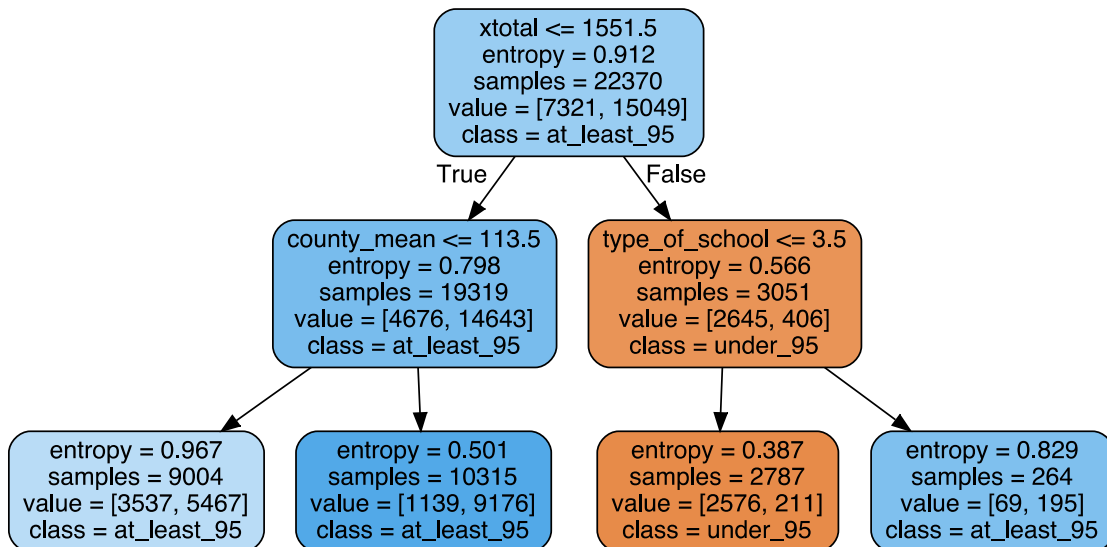 xtotal <= 1551.5
entropy = 0.912
samples = 22370
value = [7321, 15049]
class = at_least_95
True
False
county_mean <= 113.5
entropy = 0.798
samples = 19319
value = [4676, 14643]
class = at_least_95
type_of_school <= 3.5
entropy = 0.566
samples = 3051
value = [2645, 406]
class = under_95
entropy = 0.967
samples = 9004
value = [3537, 5467]
class = at_least_95
entropy = 0.501
samples = 10315
value = [1139, 9176]
class = at_least_95
entropy = 0.387
samples = 2787
value = [2576, 211]
class = under_95
entropy = 0.829
samples = 264
value = [69, 195]
class = at_least_95